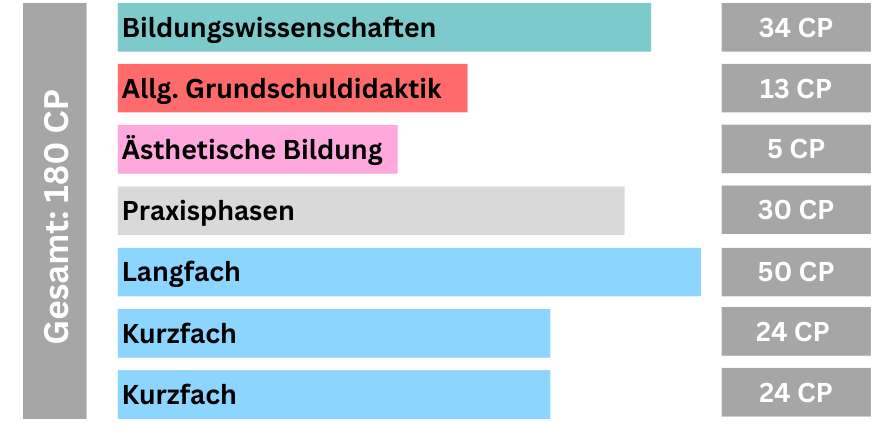 Gesamt: 180 CP
Bildungswissenschaften 34 CP
Allg. Grundschuldidaktik 13 CP
Ästhetische Bildung 5 CP
Praxisphasen 30 CP
Langfach 50 CP
Kurzfach 24 CP
Kurzfach 24 CP